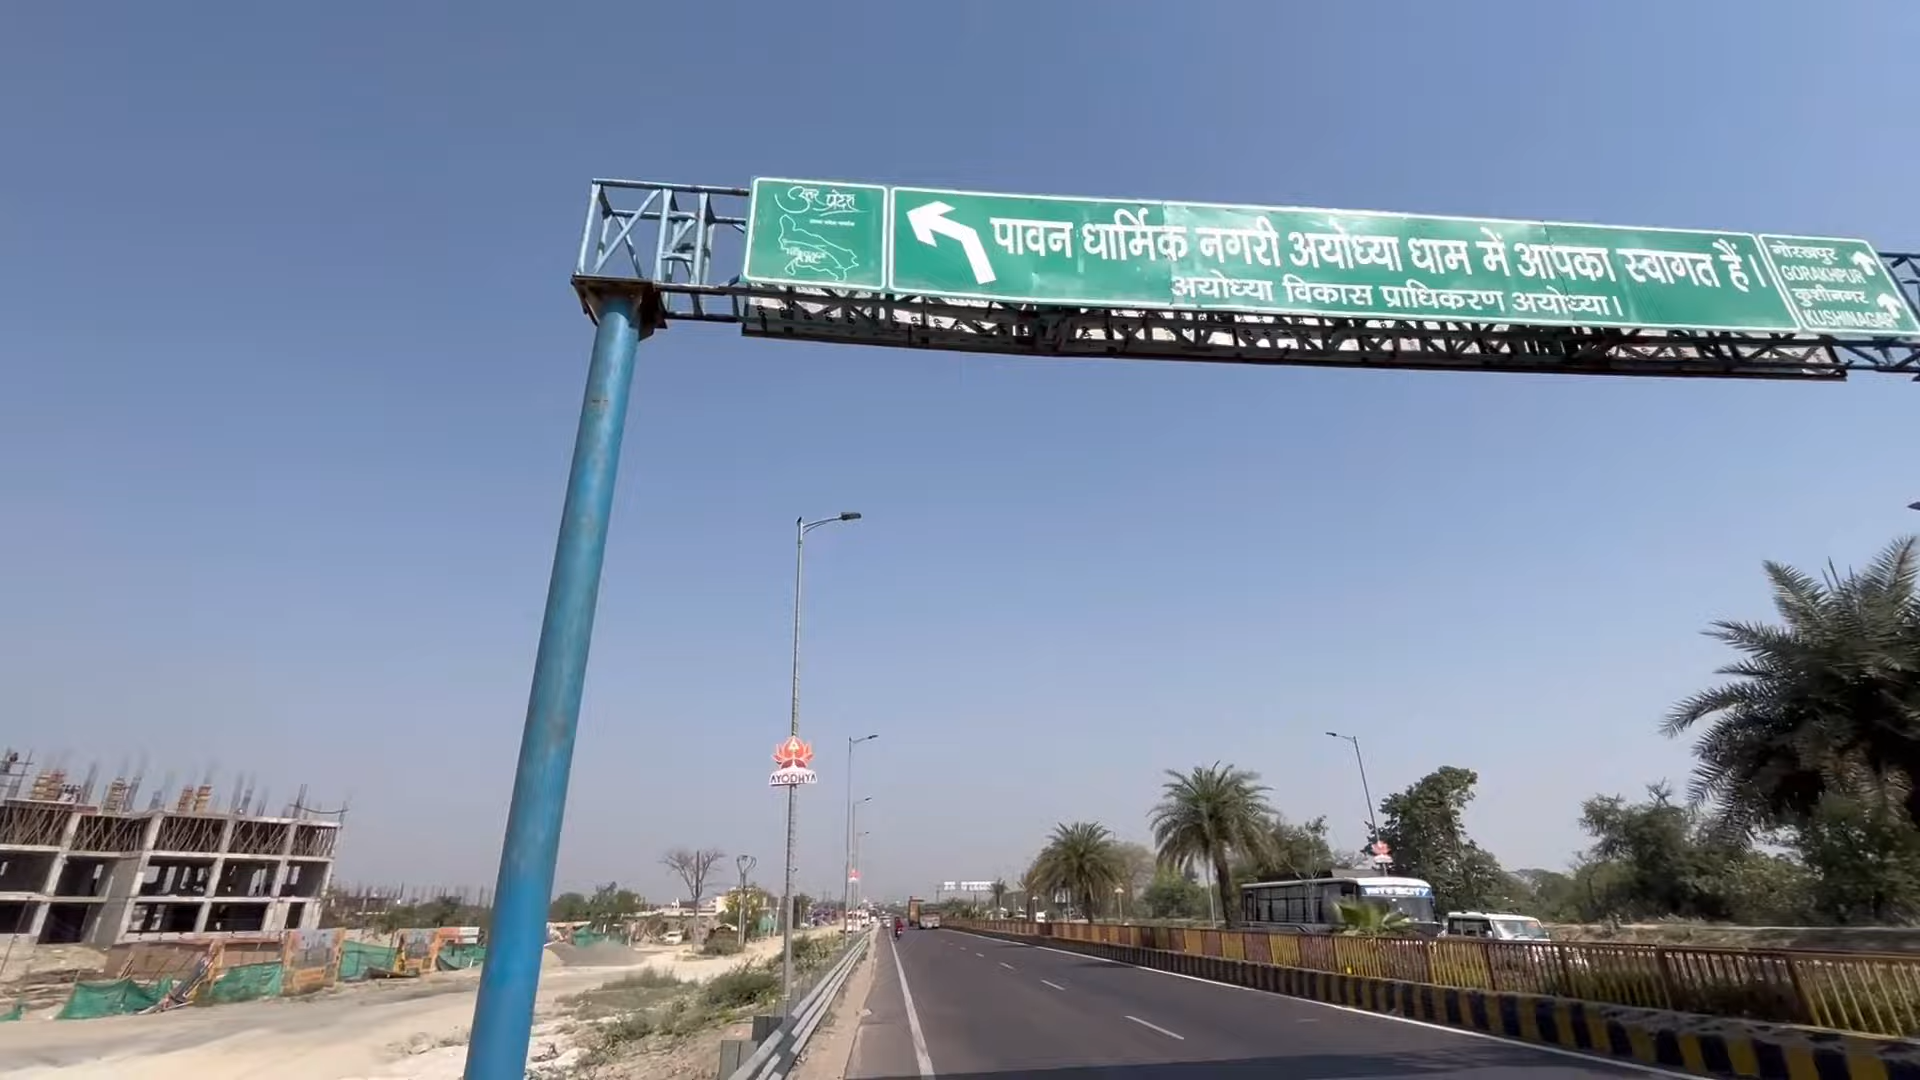 उत्तर प्रदेश
पावन धार्मिक नगरी अयोध्या धाम में आपका स्वागत हैं।
अयोध्या विकास प्राधिकरण अयोध्या।
गोरखपुर
GORAKHPUR
कुशीनगर
KUSHINAGAR
AYODHYA